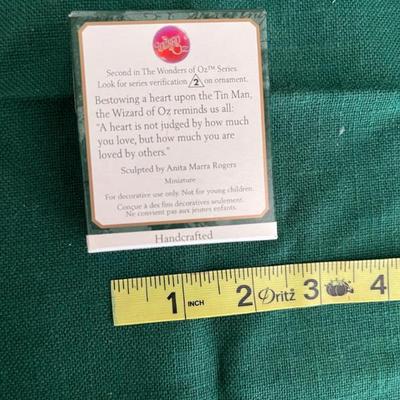 Wizard
of
Oz
Second in The Wonders of Oz™ Series.
Look for series verification 2 on ornament.
Bestowing a heart upon the Tin Man,
the Wizard of Oz reminds us all:
"A heart is not judged by how much
you love, but how much you are
loved by others."
Sculpted by Anita Marra Rogers
Miniature
For decorative use only. Not for young children.
Conçue à des fins décoratives seulement.
Ne convient pas aux jeunes enfants.
Handcrafted
1 INCH 2 Dritz 3 4